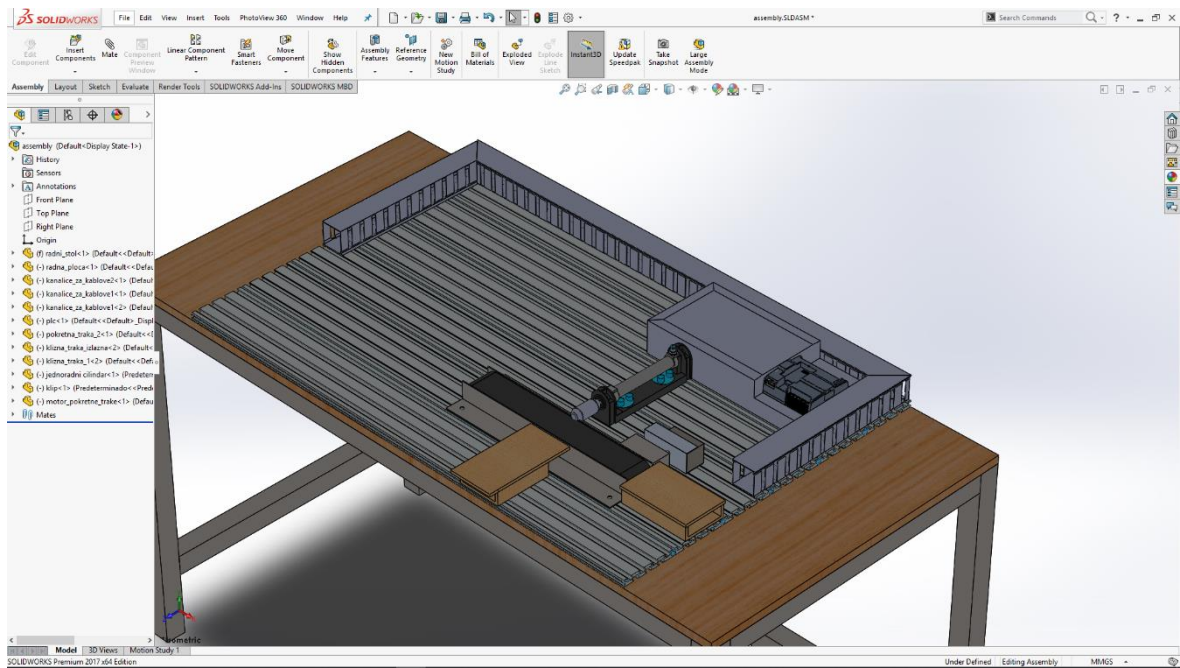 SOLIDWORKS
File Edit View Insert Tools PhotoView 360 Window Help
assembly.SLDASM *
Search Commands
Edit Component
Insert Components
Mate
Component Preview Window
Linear Component Pattern
Smart Fasteners
Move Component
Show Hidden Components
Assembly Features
Reference Geometry
New Motion Study
Bill of Materials
Exploded View
Explode Line Sketch
Instant3D
Update Speedpak
Take Snapshot
Large Assembly Mode
Assembly Layout Sketch Evaluate Render Tools SOLIDWORKS Add-Ins SOLIDWORKS MBD
assembly (Default<Display State-1>)
History
Sensors
Annotations
Front Plane
Top Plane
Right Plane
Origin
(f) radni_stol<1> (Default<<Default>
(-) radna_ploca<1> (Default<<Defau
(-) kanalice_za_kablove2<1> (Defaul
(-) kanalice_za_kablove1<1> (Defaul
(-) kanalice_za_kablove1<2> (Defaul
(-) plc<1> (Default<<Default>_Displ
(-) pokretna_traka_2<1> (Default<<D
(-) klizna_traka_izlazna<2> (Default<
(-) klizna_traka_1<2> (Default<<Defa
(-) jednoradni cilindar<1> (Predeterm
(-) klip<1> (Predeterminado<<Prede
(-) motor_pokretne_trake<1> (Defau
Mates
Model 3D Views Motion Study 1
SOLIDWORKS Premium 2017 x64 Edition
Under Defined Editing Assembly MMGS